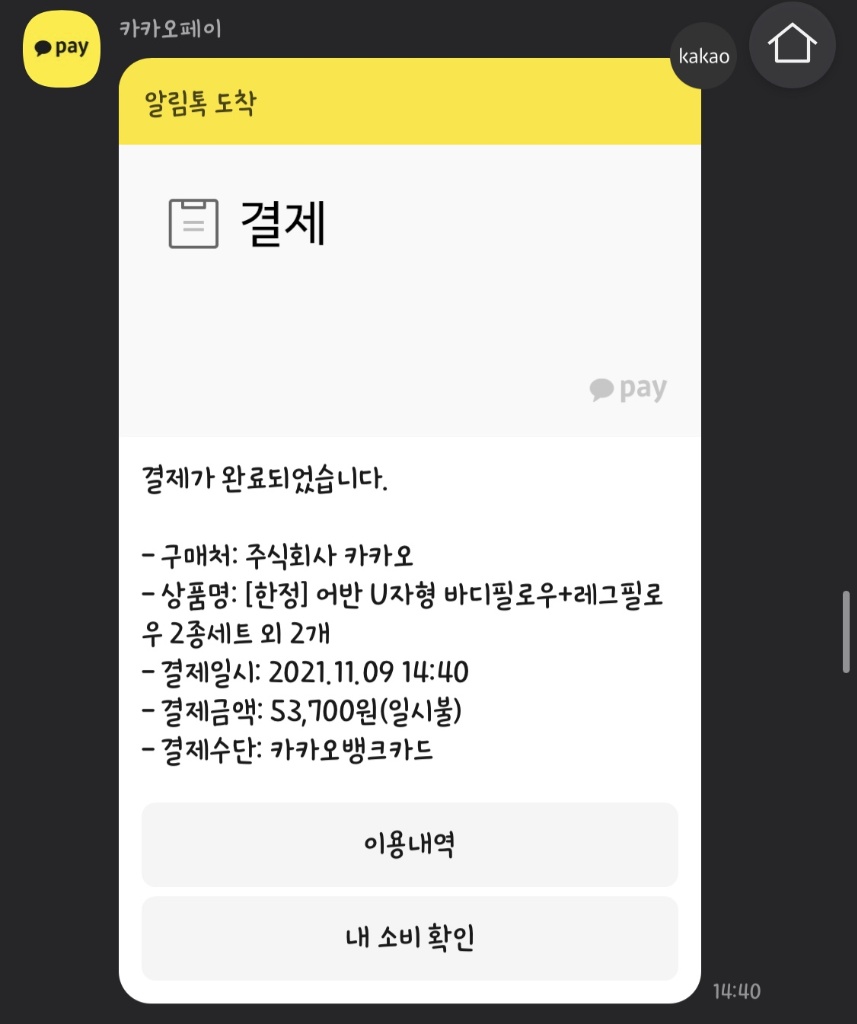 pay
카카오페이
kakao
알림톡 도착
결제
pay
결제가 완료되었습니다.
- 구매처: 주식회사 카카오
- 상품명: [한정] 어반 U자형 바디필로우+레그필로
우 2종세트 외 2개
- 결제일시: 2021.11.09 14:40
- 결제금액: 53,700원(일시불)
- 결제수단: 카카오뱅크카드
이용내역
내 소비 확인
14:40